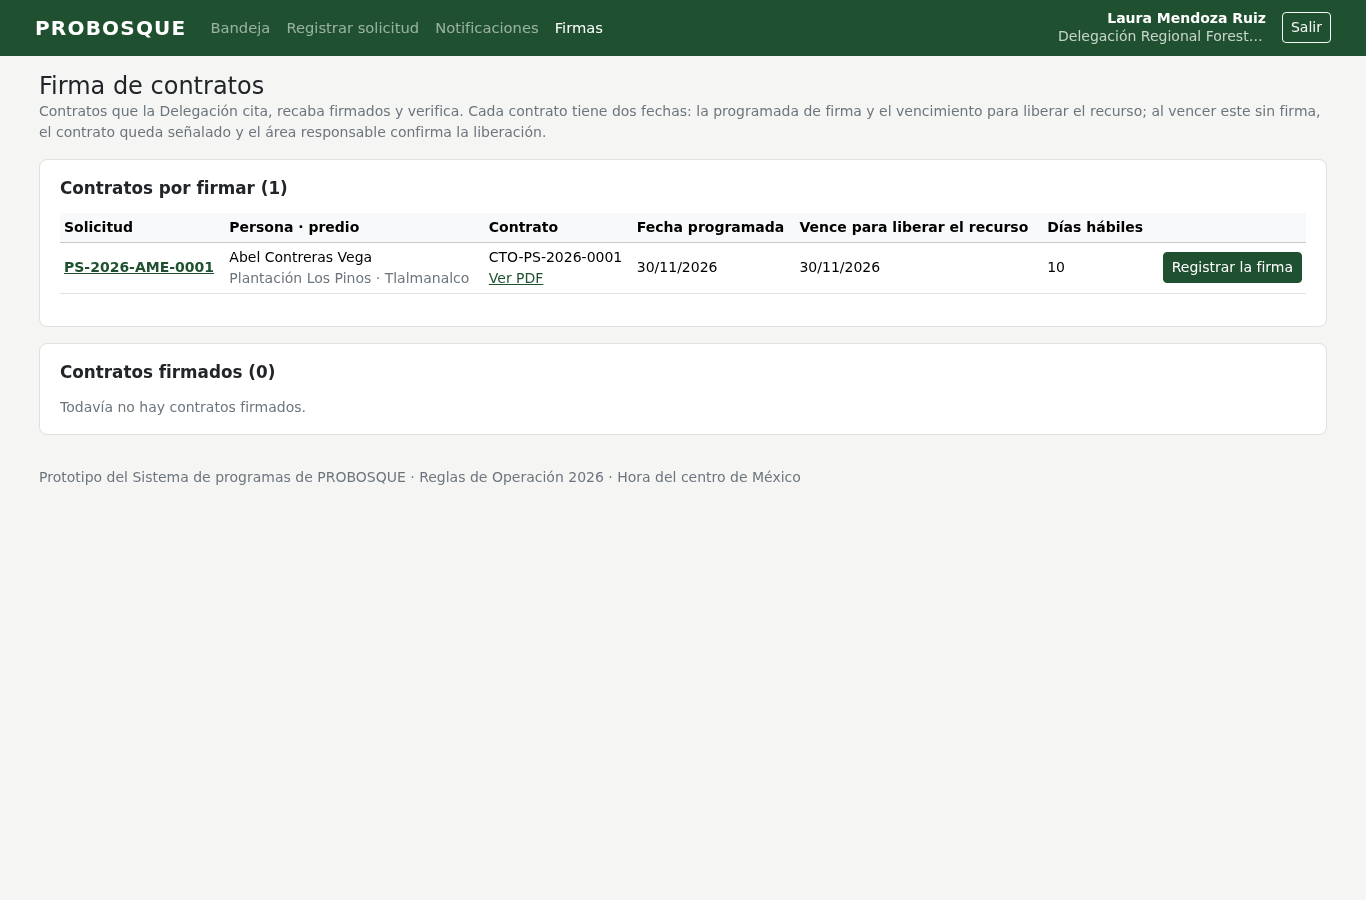 PROBOSQUE Bandeja Registrar solicitud Notificaciones Firmas
Laura Mendoza Ruiz
Delegación Regional Forest…
Salir
Firma de contratos
Contratos que la Delegación cita, recaba firmados y verifica. Cada contrato tiene dos fechas: la programada de firma y el vencimiento para liberar el recurso; al vencer este sin firma,
el contrato queda señalado y el área responsable confirma la liberación.
Contratos por firmar (1)
Solicitud Persona · predio Contrato Fecha programada Vence para liberar el recurso Días hábiles
PS-2026-AME-0001 Abel Contreras Vega CTO-PS-2026-0001 30/11/2026 30/11/2026 10 Registrar la firma
Plantación Los Pinos · Tlalmanalco Ver PDF
Contratos firmados (0)
Todavía no hay contratos firmados.
Prototipo del Sistema de programas de PROBOSQUE · Reglas de Operación 2026 · Hora del centro de México